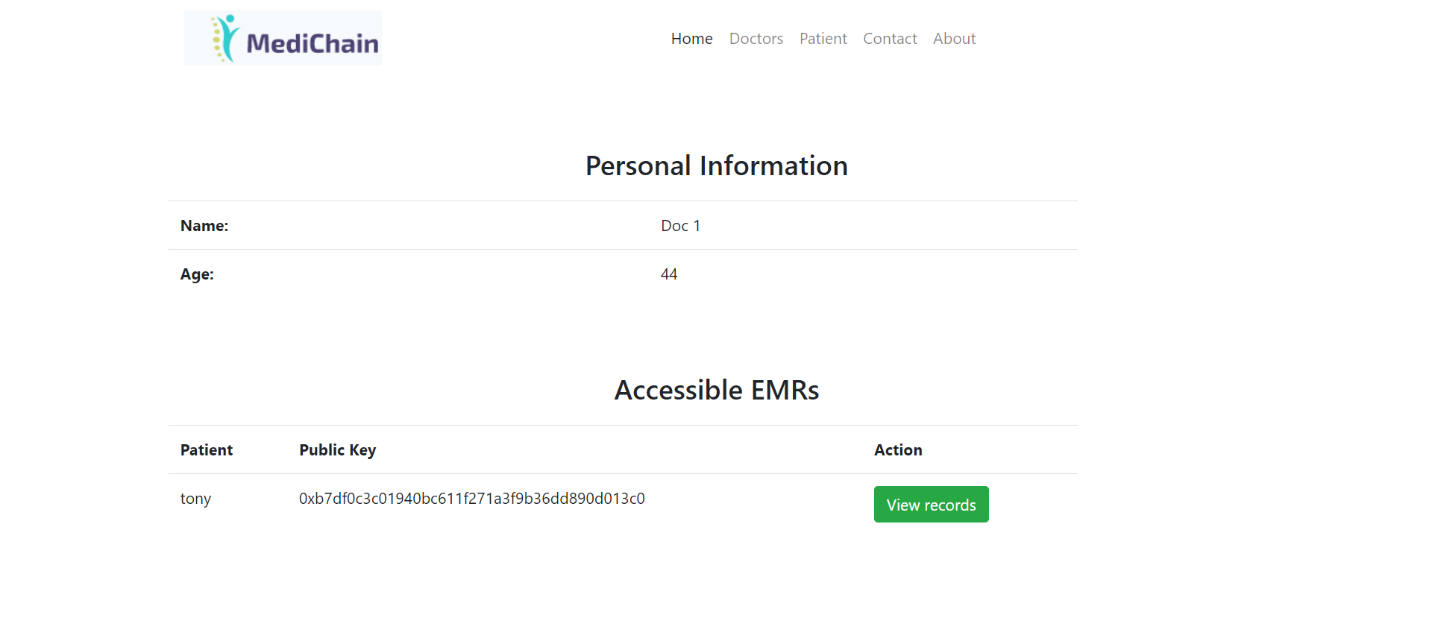 MediChain
Home Doctors Patient Contact About
Personal Information
Name: Doc 1
Age: 44
Accessible EMRs
Patient Public Key Action
tony 0xb7df0c3c01940bc611f271a3f9b36dd890d013c0 View records